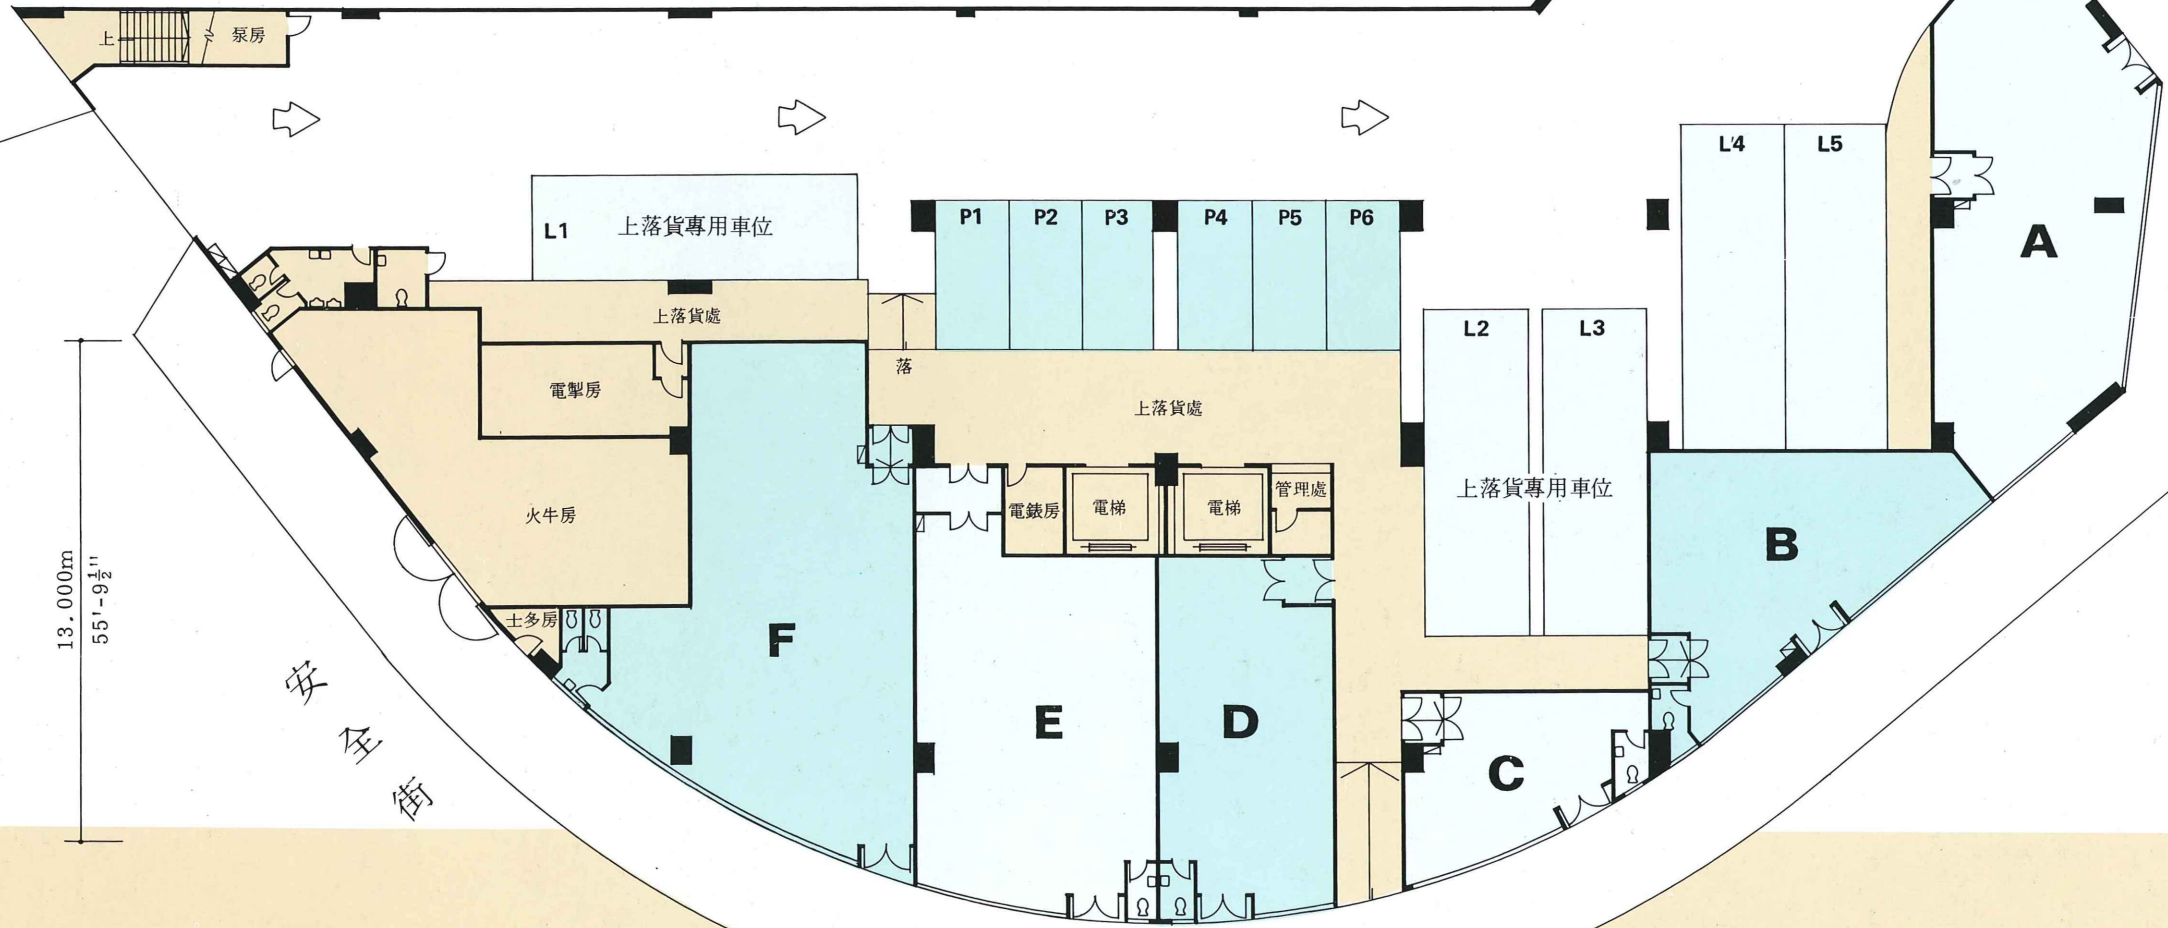 上
泵房
L1
上落貨專用車位
P1
P2
P3
P4
P5
P6
L4
L5
A
L2
L3
上落貨專用車位
上落貨處
落
上落貨處
電掣房
火牛房
電錶房
電梯
電梯
管理處
士多房
B
F
E
D
C
13.000m
55'-9½"
安全街